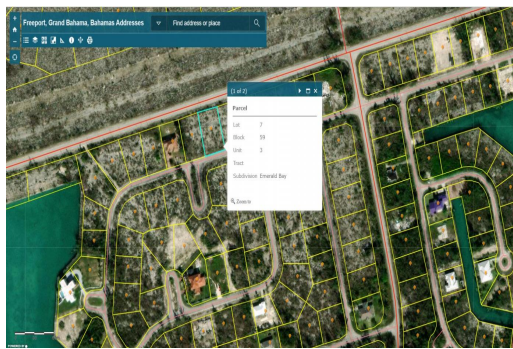 Freeport, Grand Bahama, Bahamas Addresses
Find address or place
(1 of 2)
Parcel
Lot 7
Block 59
Unit 3
Tract
Subdivision Emerald Bay
Zoom to